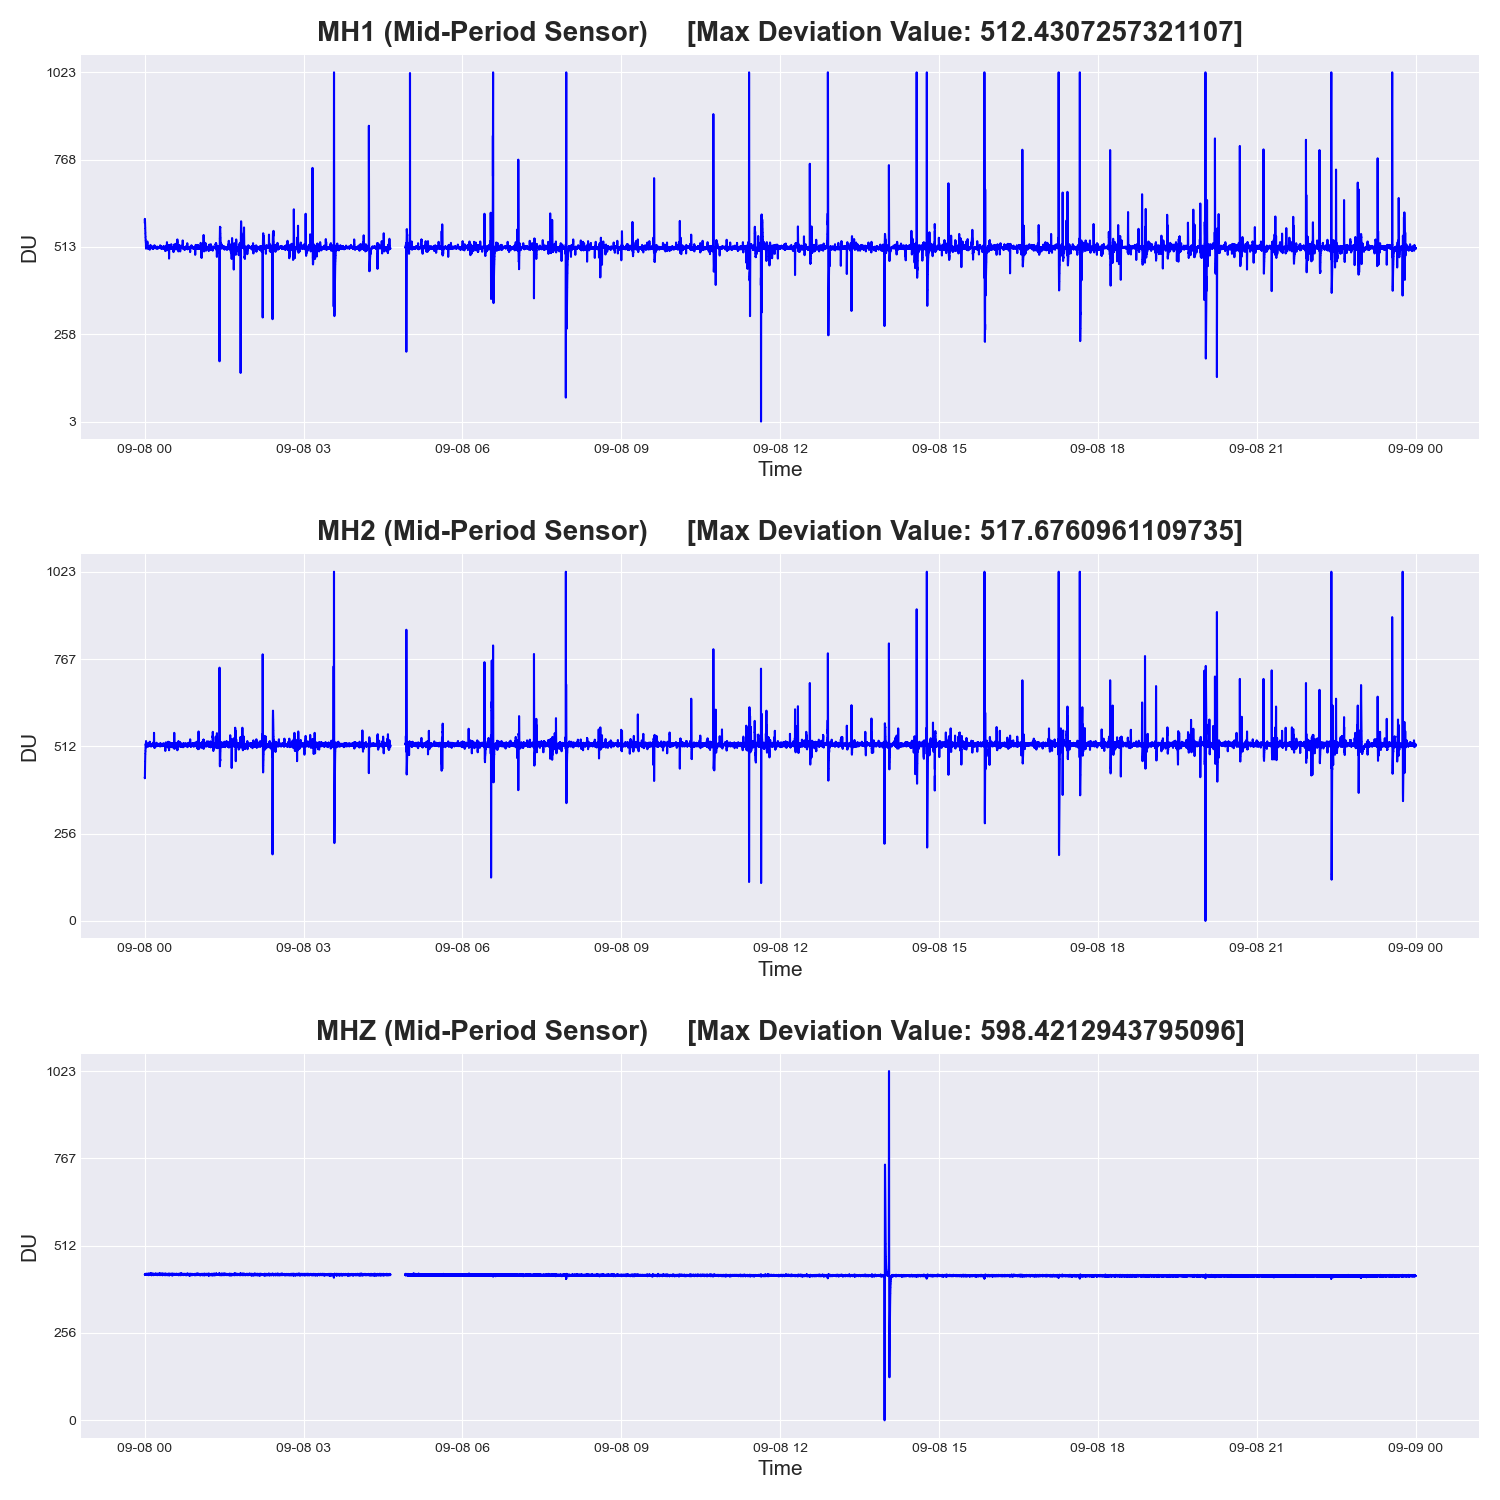 MH1 (Mid-Period Sensor) [Max Deviation Value: 512.4307257321107]
1023
768
513
258
3
DU
09-08 00 09-08 03 09-08 06 09-08 09 09-08 12 09-08 15 09-08 18 09-08 21 09-09 00
Time
MH2 (Mid-Period Sensor) [Max Deviation Value: 517.6760961109735]
1023
767
512
256
0
DU
09-08 00 09-08 03 09-08 06 09-08 09 09-08 12 09-08 15 09-08 18 09-08 21 09-09 00
Time
MHZ (Mid-Period Sensor) [Max Deviation Value: 598.4212943795096]
1023
767
512
256
0
DU
09-08 00 09-08 03 09-08 06 09-08 09 09-08 12 09-08 15 09-08 18 09-08 21 09-09 00
Time